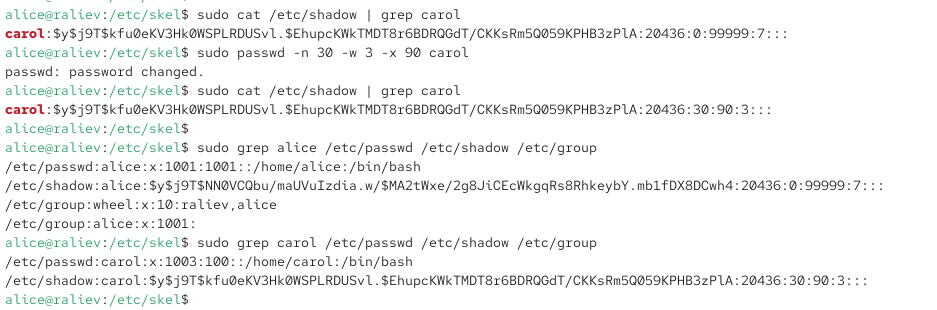 alice@raliev:/etc/skel$ sudo cat /etc/shadow | grep carol
carol:$y$j9T$kfu0eKV3Hk0WSPLRDUSvl.$EhupcKWkTMDT8r6BDRQGdT/CKKsRm5Q059KPHB3zPlA:20436:0:99999:7:::
alice@raliev:/etc/skel$ sudo passwd -n 30 -w 3 -x 90 carol
passwd: password changed.
alice@raliev:/etc/skel$ sudo cat /etc/shadow | grep carol
carol:$y$j9T$kfu0eKV3Hk0WSPLRDUSvl.$EhupcKWkTMDT8r6BDRQGdT/CKKsRm5Q059KPHB3zPlA:20436:30:90:3:::
alice@raliev:/etc/skel$
alice@raliev:/etc/skel$ sudo grep alice /etc/passwd /etc/shadow /etc/group
/etc/passwd:alice:x:1001:1001::/home/alice:/bin/bash
/etc/shadow:alice:$y$j9T$NN0VCQbu/maUVuIzdia.w/$MA2tWxe/2g8JiCEcWkgqRs8RhkeybY.mb1fDX8DCwh4:20436:0:99999:7:::
/etc/group:wheel:x:10:raliev,alice
/etc/group:alice:x:1001:
alice@raliev:/etc/skel$ sudo grep carol /etc/passwd /etc/shadow /etc/group
/etc/passwd:carol:x:1003:100::/home/carol:/bin/bash
/etc/shadow:carol:$y$j9T$kfu0eKV3Hk0WSPLRDUSvl.$EhupcKWkTMDT8r6BDRQGdT/CKKsRm5Q059KPHB3zPlA:20436:30:90:3:::
alice@raliev:/etc/skel$